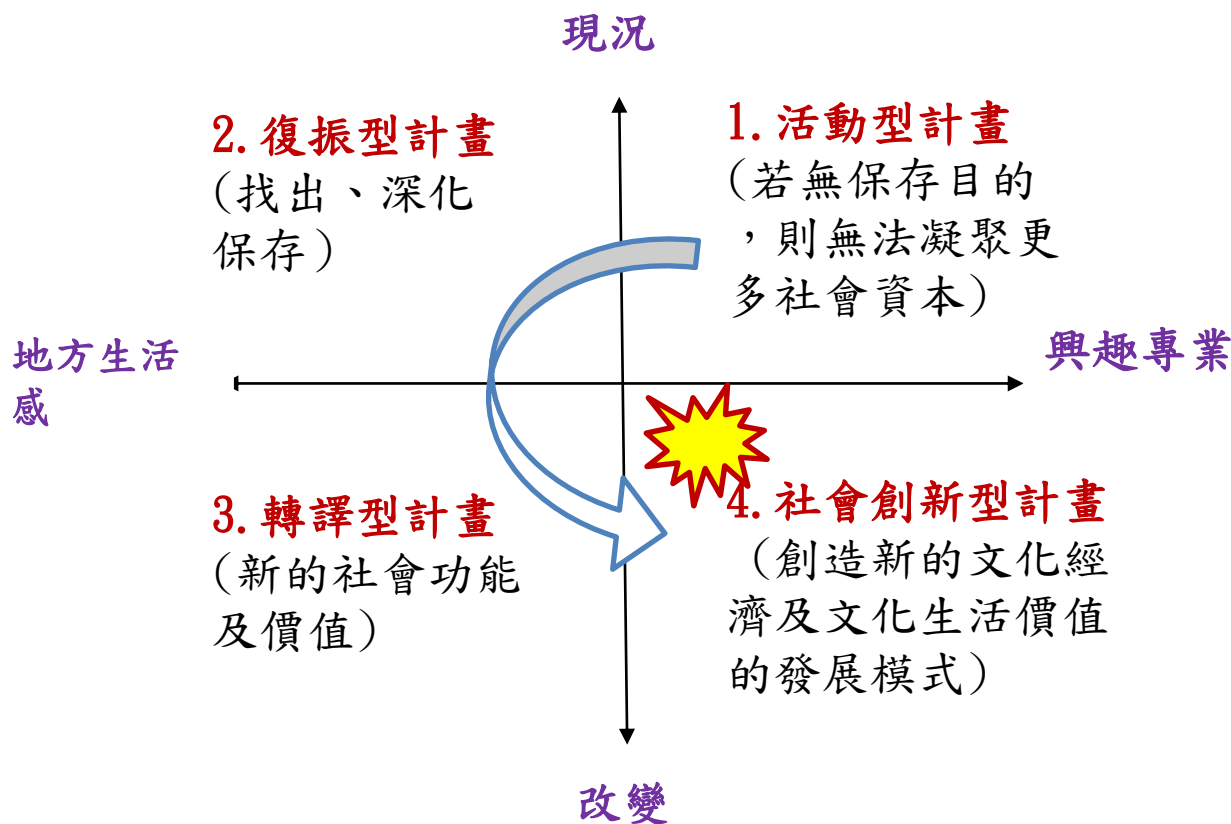 現況
2.復振型計畫
(找出、深化
保存)
1.活動型計畫
(若無保存目的
，則無法凝聚更
多社會資本)
地方生活
感
興趣專業
3.轉譯型計畫
(新的社會功能
及價值)
4.社會創新型計畫
(創造新的文化經
濟及文化生活價值
的發展模式)
改變